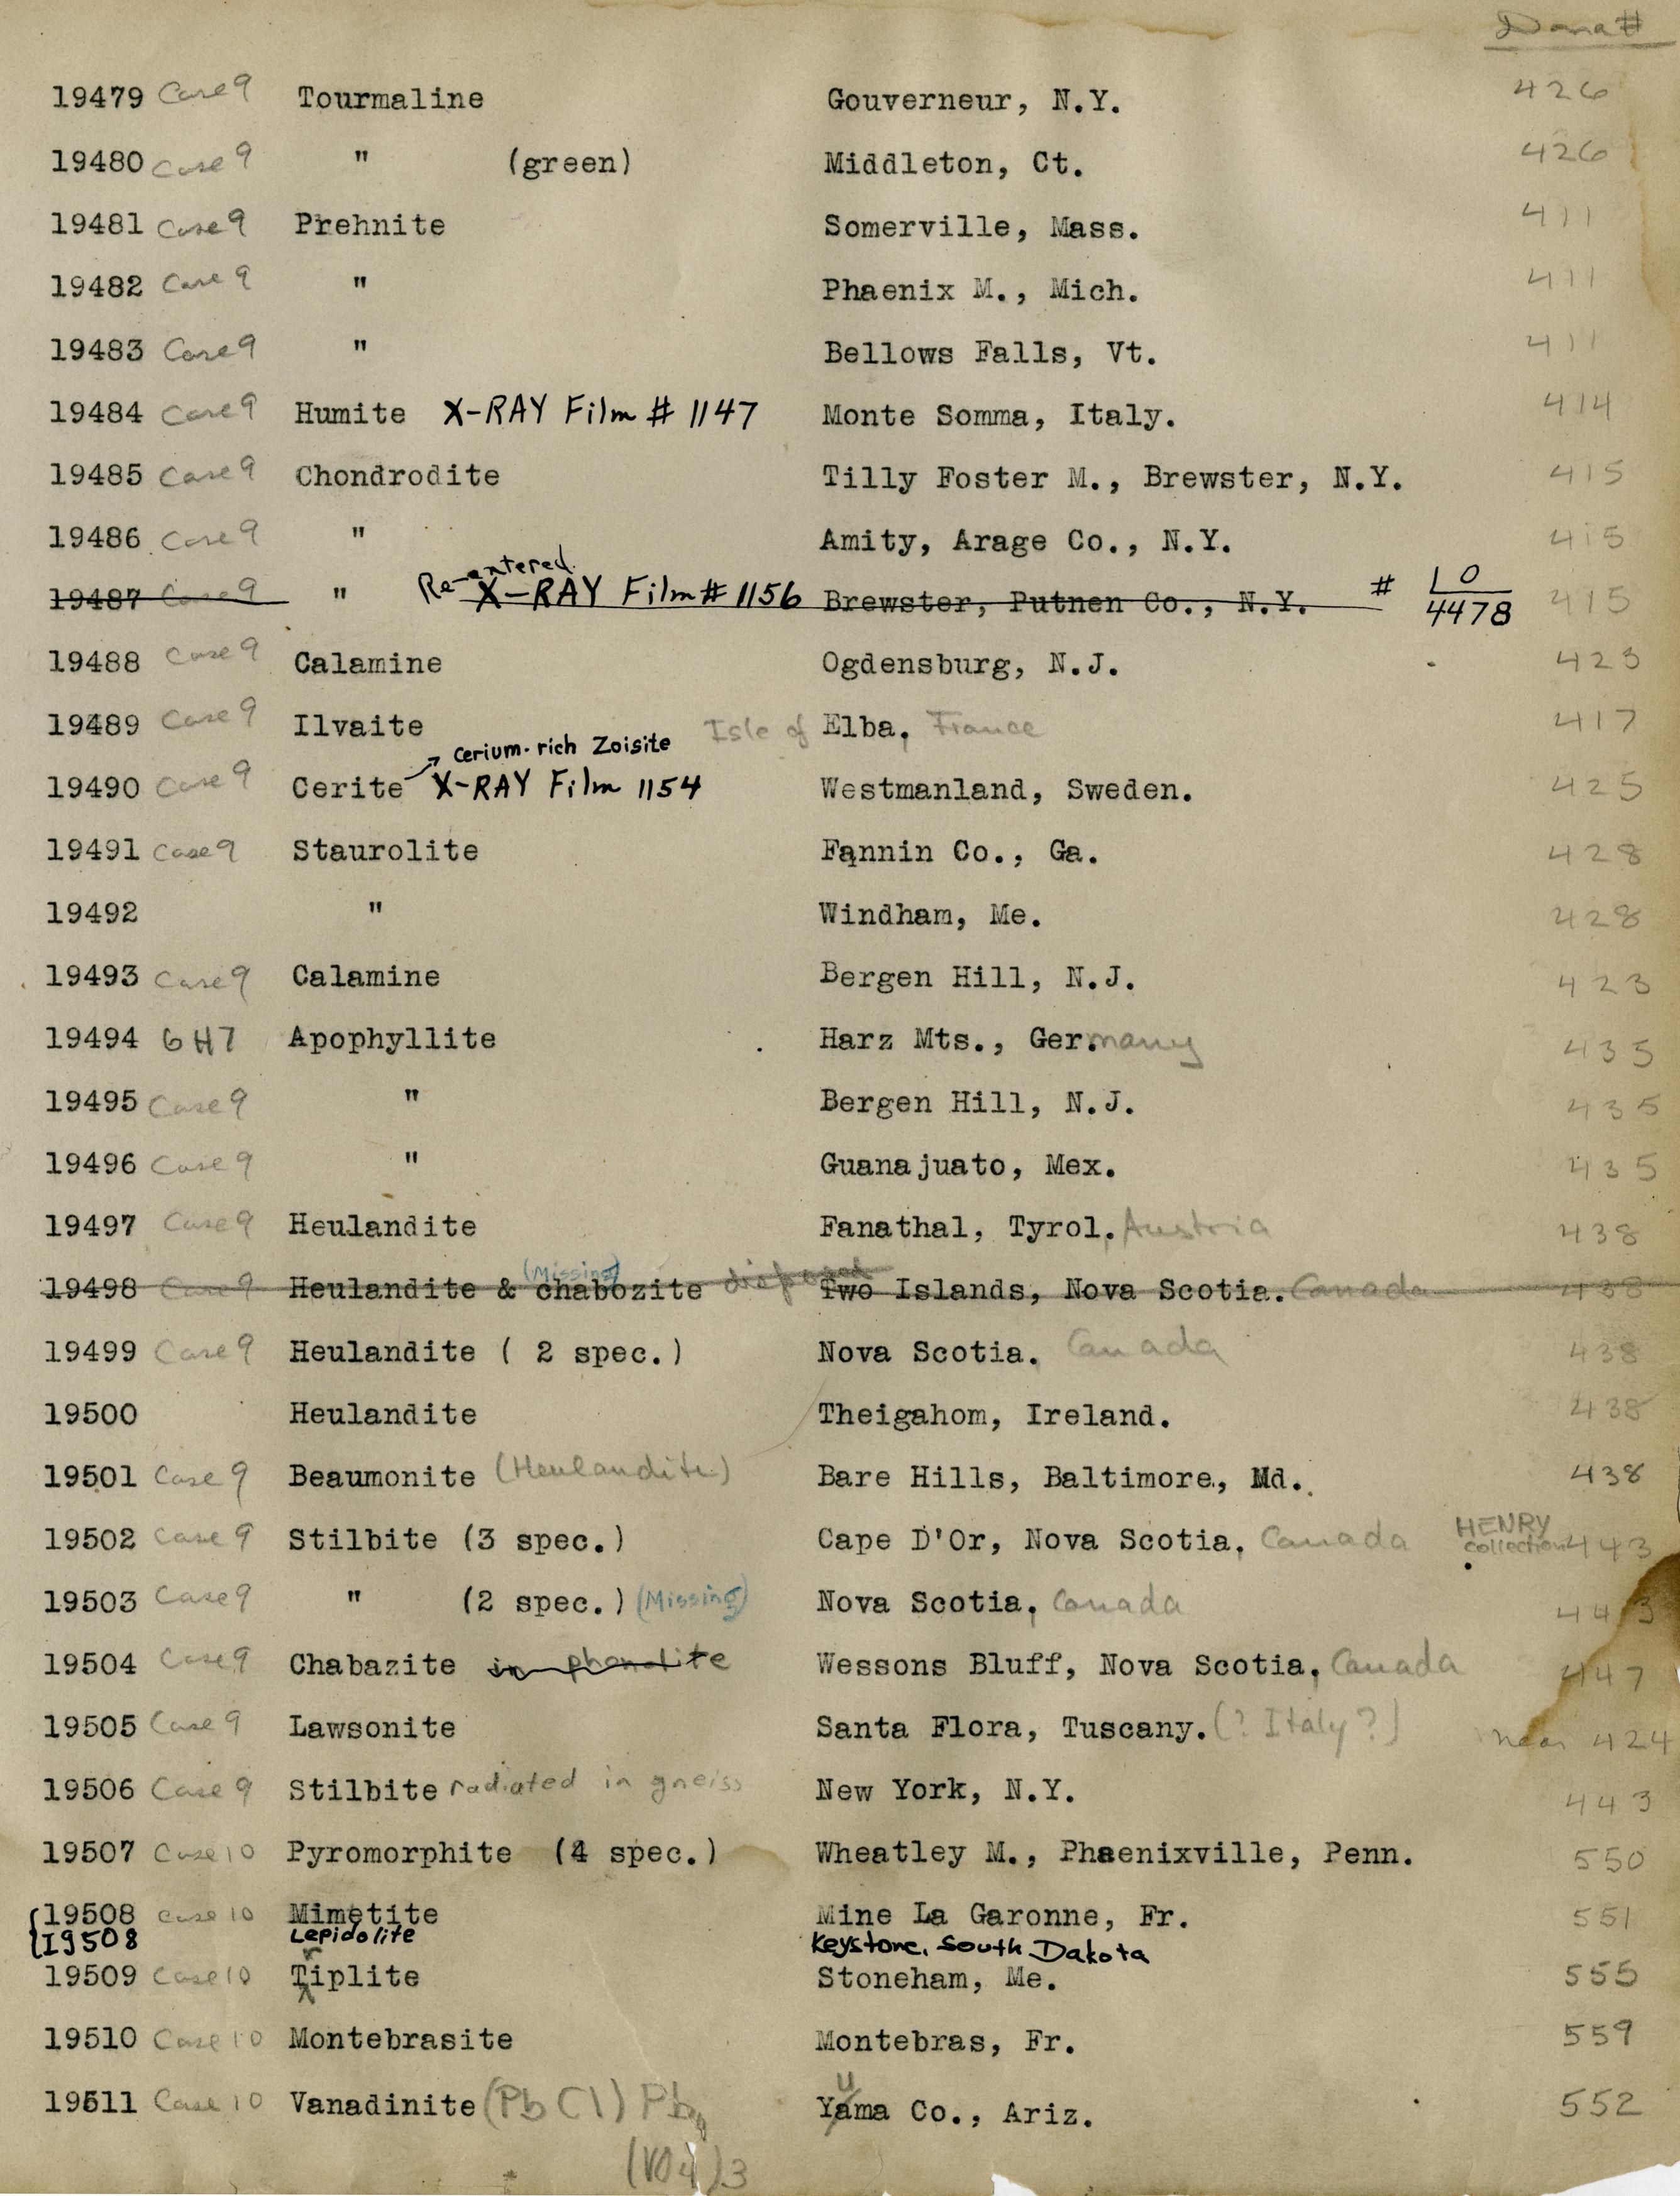 Dana #
19479 Case 9 Tourmaline Gouverneur, N.Y. 426
19480 Case 9 " (green) Middleton, Ct. 426
19481 Case 9 Prehnite Somerville, Mass. 411
19482 Case 9 " Phaenix M., Mich. 411
19483 Case 9 " Bellows Falls, Vt. 411
19484 Case 9 Humite X-RAY Film # 1147 Monte Somma, Italy. 414
19485 Case 9 Chondrodite Tilly Foster M., Brewster, N.Y. 415
19486 Case 9 " Amity, Arage Co., N.Y. 415
Re-entered
19487 Case 9 " X-RAY Film # 1156 Brewster, Putnen Co., N.Y. # 10/4478 415
19488 Case 9 Calamine Ogdensburg, N.J. 423
19489 Case 9 Ilvaite Isle of Elba, France 417
Cerium-rich Zoisite
19490 Case 9 Cerite X-RAY Film 1154 Westmanland, Sweden. 425
19491 Case 9 Staurolite Fannin Co., Ga. 428
19492 " Windham, Me. 428
19493 Case 9 Calamine Bergen Hill, N.J. 423
19494 6H7 Apophyllite Harz Mts., Ger.many 435
19495 Case 9 " Bergen Hill, N.J. 435
19496 Case 9 " Guanajuato, Mex. 435
19497 Case 9 Heulandite Fanathal, Tyrol. Austria 438
(Missing)
19498 Case 9 Heulandite & chabozite Two Islands, Nova Scotia. Canada 438
19499 Case 9 Heulandite ( 2 spec.) Nova Scotia. Canada 438
19500 Heulandite Theigahom, Ireland. 438
19501 Case 9 Beaumonite (Heulandite) Bare Hills, Baltimore, Md. 438
19502 Case 9 Stilbite (3 spec.) Cape D'Or, Nova Scotia, Canada HENRY collection 443
19503 Case 9 " (2 spec.) (Missing) Nova Scotia, Canada 443
19504 Case 9 Chabazite in phonolite Wessons Bluff, Nova Scotia, Canada 447
19505 Case 9 Lawsonite Santa Flora, Tuscany. (? Italy ?) near 424
19506 Case 9 Stilbite radiated in gneiss New York, N.Y. 443
19507 Case 10 Pyromorphite (4 spec.) Wheatley M., Phaenixville, Penn. 550
19508 Case 10 Mimetite Mine La Garonne, Fr. 551
19508 Lepidolite Keystone, South Dakota
19509 Case 10 Triplite Stoneham, Me. 555
19510 Case 10 Montebrasite Montebras, Fr. 559
19511 Case 10 Vanadinite (Pb Cl) Pb4 Yuma Co., Ariz. 552
(VO4)3